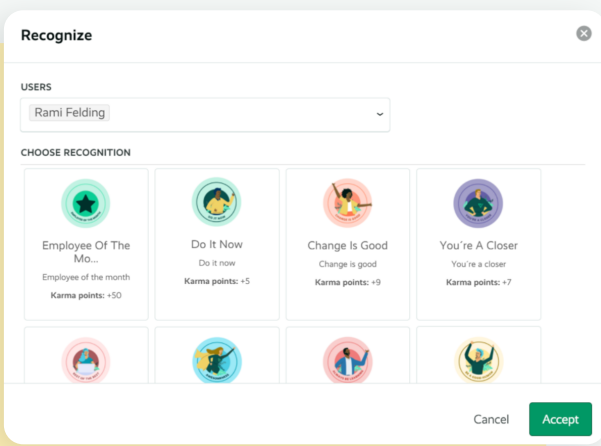 Recognize
USERS
Rami Felding
CHOOSE RECOGNITION
Employee Of The
Mo...
Employee of the month
Karma points: +50
Do It Now
Do it now
Karma points: +5
Change Is Good
Change is good
Karma points: +9
You´re A Closer
You´re a closer
Karma points: +7
Cancel
Accept